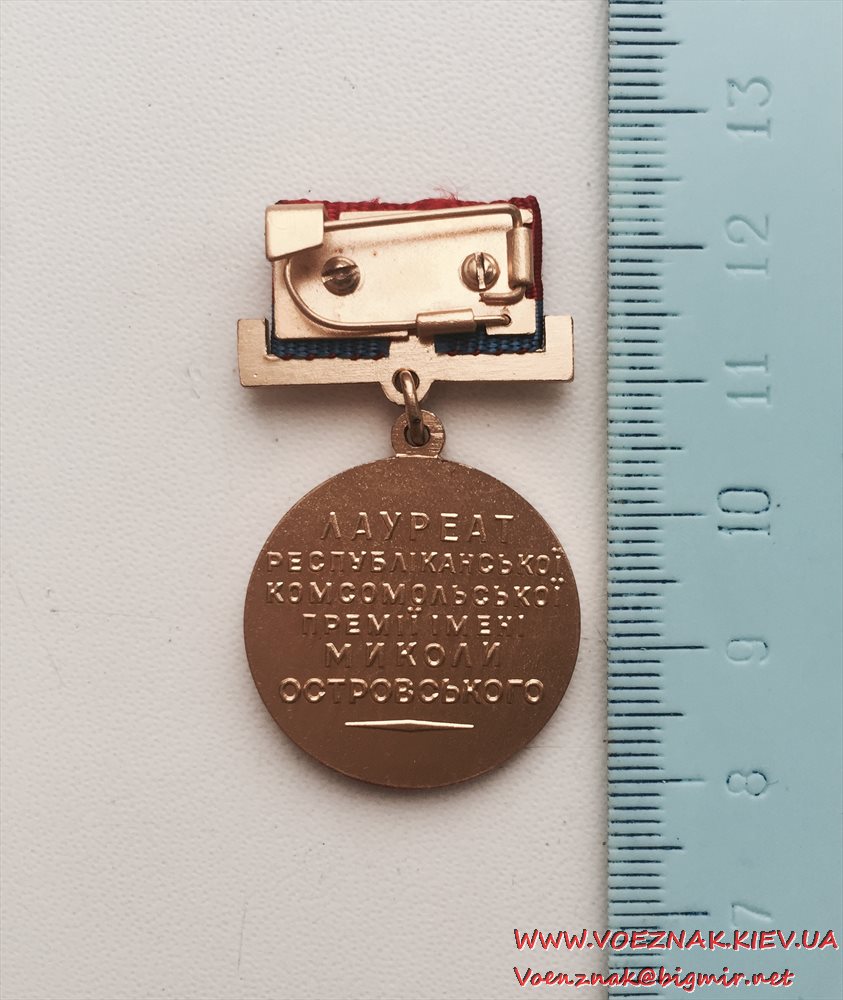 13
12
11
10
9
8
7
ЛАУРЕАТ
РЕСПУБЛІКАНСЬКОЇ
КОМСОМОЛЬСЬКОЇ
ПРЕМІЇ ІМЕНІ
МИКОЛИ
ОСТРОВСЬКОГО
WWW.VOEZNAK.KIEV.UA
Voenznak@bigmir.net